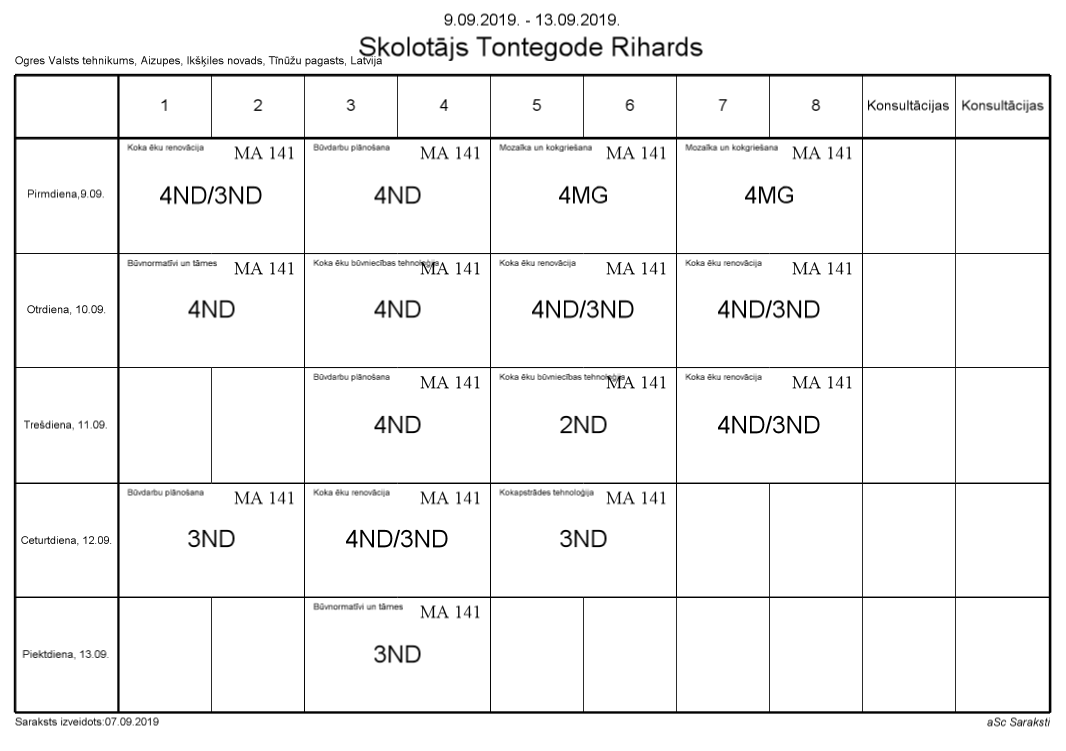 9.09.2019. - 13.09.2019.
Skolotājs Tontegode Rihards
Ogres Valsts tehnikums, Aizupes, Ikšķiles novads, Tīnūžu pagasts, Latvija
1 2 3 4 5 6 7 8 Konsultācijas Konsultācijas
Koka ēku renovācija MA 141 Būvdarbu plānošana MA 141 Mozaīka un kokgriešana MA 141 Mozaīka un kokgriešana MA 141
Pirmdiena,9.09. 4ND/3ND 4ND 4MG 4MG
Būvnormatīvi un tāmes MA 141 Koka ēku būvniecības tehnoloģija MA 141 Koka ēku renovācija MA 141 Koka ēku renovācija MA 141
Otrdiena, 10.09. 4ND 4ND 4ND/3ND 4ND/3ND
Būvdarbu plānošana MA 141 Koka ēku būvniecības tehnoloģija MA 141 Koka ēku renovācija MA 141
Trešdiena, 11.09. 4ND 2ND 4ND/3ND
Būvdarbu plānošana MA 141 Koka ēku renovācija MA 141 Kokapstrādes tehnoloģija MA 141
Ceturtdiena, 12.09. 3ND 4ND/3ND 3ND
Būvnormatīvi un tāmes MA 141
Piektdiena, 13.09. 3ND
Saraksts izveidots:07.09.2019 aSc Saraksti